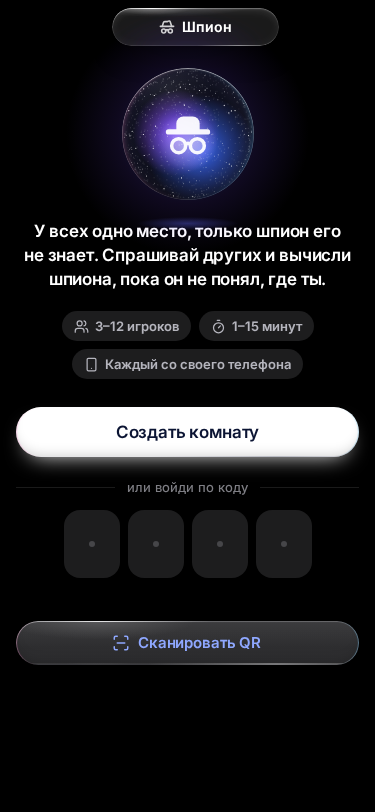 Шпион
У всех одно место, только шпион его
не знает. Спрашивай других и вычисли
шпиона, пока он не понял, где ты.
3–12 игроков
1–15 минут
Каждый со своего телефона
Создать комнату
или войди по коду
Сканировать QR